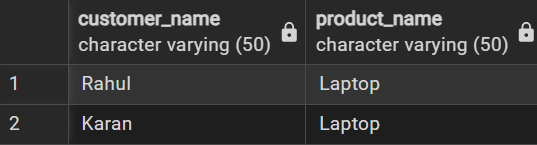 customer_name product_name
character varying (50) character varying (50)
1 Rahul Laptop
2 Karan Laptop